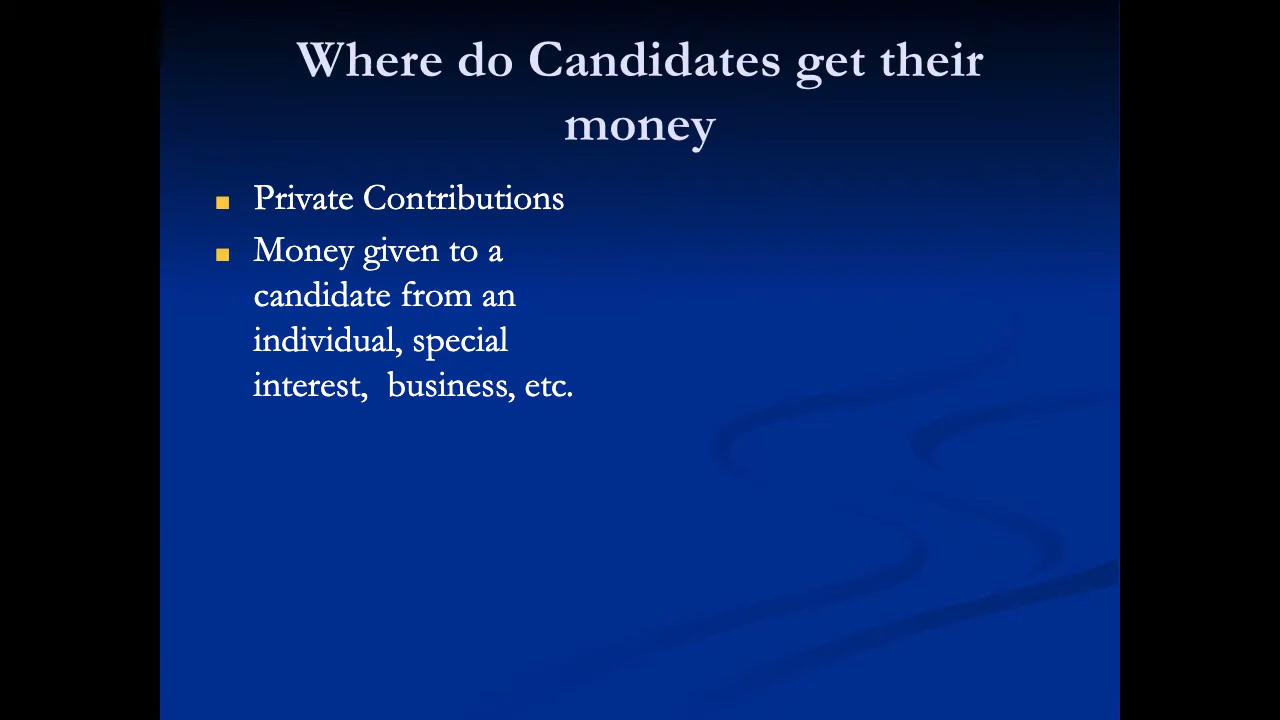 Where do Candidates get their
money
Private Contributions
Money given to a
candidate from an
individual, special
interest,  business, etc.